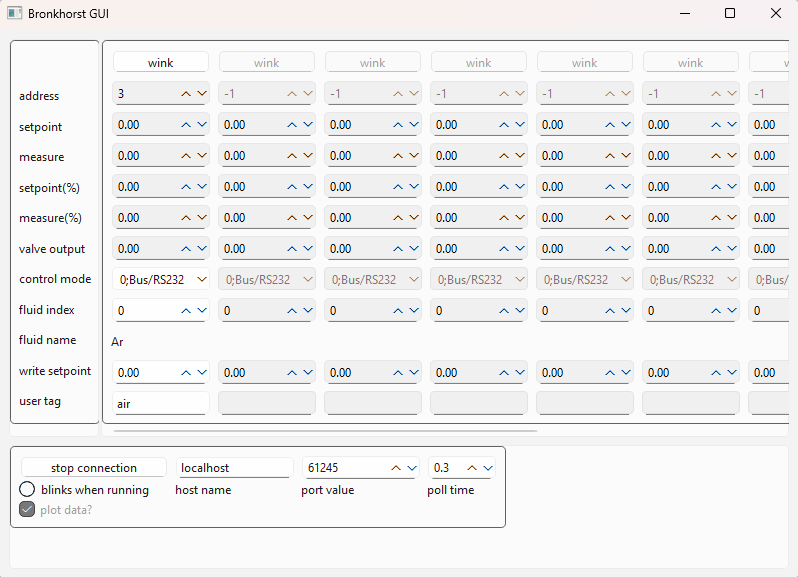 Bronkhorst GUI
wink wink wink wink wink wink w
address 3 -1 -1 -1 -1 -1 -1
setpoint 0.00 0.00 0.00 0.00 0.00 0.00 0.00
measure 0.00 0.00 0.00 0.00 0.00 0.00 0.00
setpoint(%) 0.00 0.00 0.00 0.00 0.00 0.00 0.00
measure(%) 0.00 0.00 0.00 0.00 0.00 0.00 0.00
valve output 0.00 0.00 0.00 0.00 0.00 0.00 0.00
control mode 0;Bus/RS232 0;Bus/RS232 0;Bus/RS232 0;Bus/RS232 0;Bus/RS232 0;Bus/RS232 0;Bus/
fluid index 0 0 0 0 0 0 0
fluid name Ar
write setpoint 0.00 0.00 0.00 0.00 0.00 0.00 0.00
user tag air
stop connection localhost 61245 0.3
blinks when running host name port value poll time
plot data?